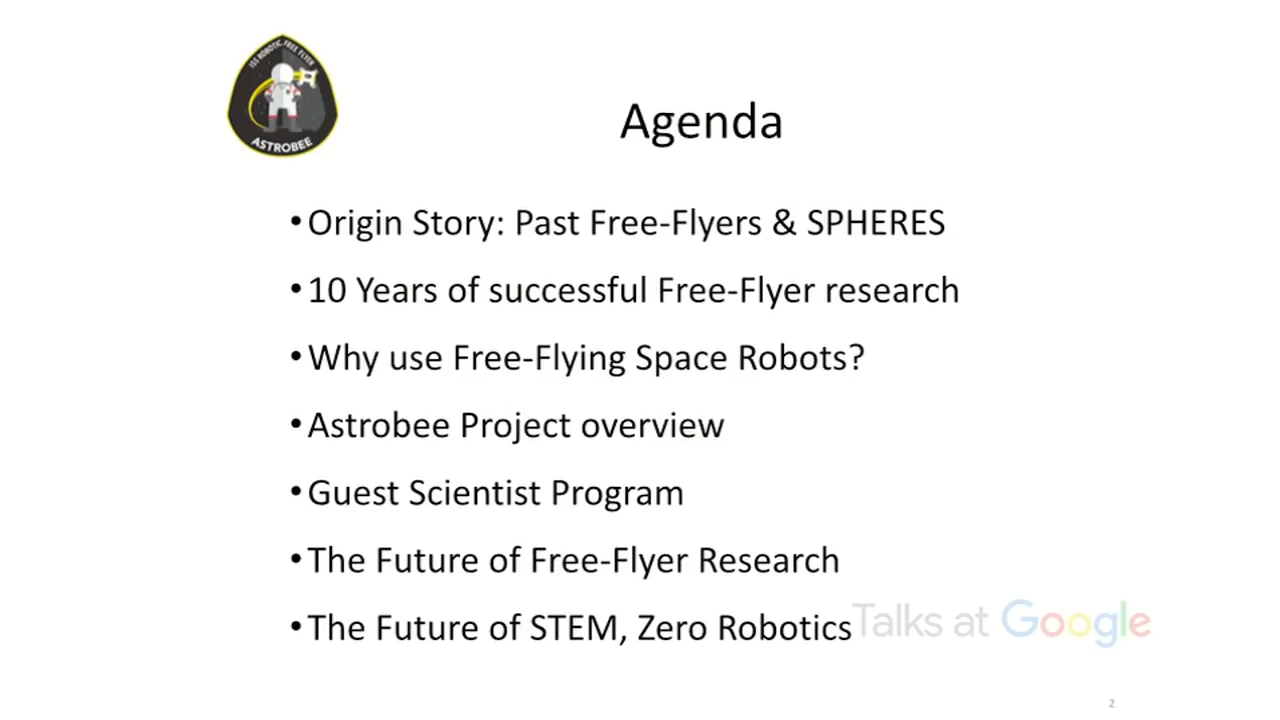 ISS ROBOTIC FREE FLYER
ASTROBEE
Agenda
•Origin Story: Past Free-Flyers & SPHERES
•10 Years of successful Free-Flyer research
•Why use Free-Flying Space Robots?
•Astrobee Project overview
•Guest Scientist Program
•The Future of Free-Flyer Research
•The Future of STEM, Zero Robotics
Talks at Google
2